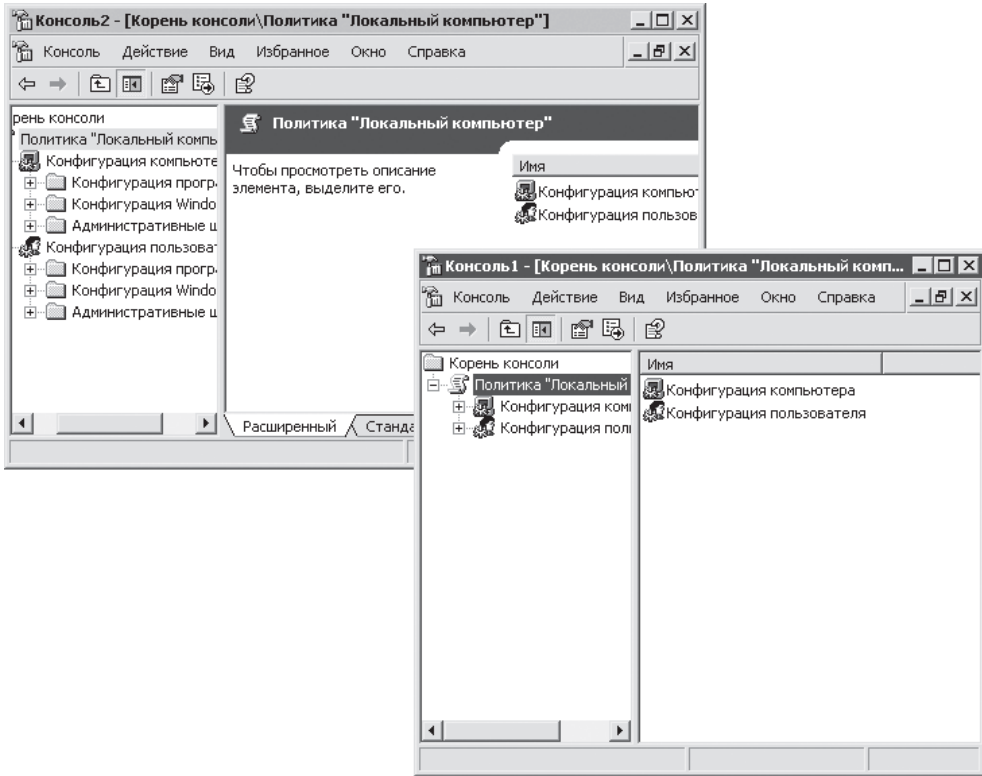 Консоль2 - [Корень консоли\Политика "Локальный компьютер"]
Консоль Действие Вид Избранное Окно Справка
рень консоли
Политика "Локальный компь
Конфигурация компьюте
Конфигурация прогр
Конфигурация Windo
Административные ш
Конфигурация пользоват
Конфигурация прогр
Конфигурация Windo
Административные ш
Политика "Локальный компьютер"
Чтобы просмотреть описание
элемента, выделите его.
Имя
Конфигурация компьют
Конфигурация пользов
Расширенный Станда
Консоль1 - [Корень консоли\Политика "Локальный комп...
Консоль Действие Вид Избранное Окно Справка
Корень консоли
Политика "Локальный
Конфигурация ком
Конфигурация пол
Имя
Конфигурация компьютера
Конфигурация пользователя